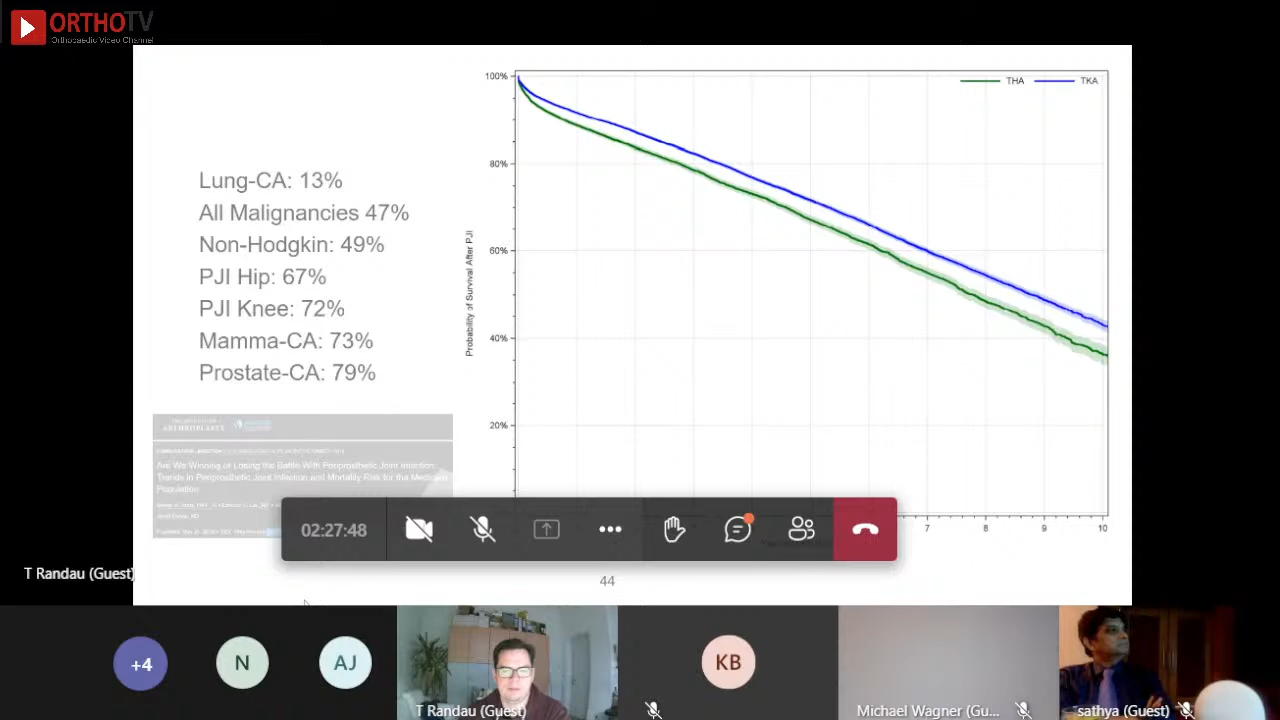 ORTHOTV
Orthopaedic Video Channel
100%
80%
60%
40%
20%
Probability of Survival After PJI
THA
TKA
7
8
9
10
Lung-CA: 13%
All Malignancies 47%
Non-Hodgkin: 49%
PJI Hip: 67%
PJI Knee: 72%
Mamma-CA: 73%
Prostate-CA: 79%
ARTHROPLASTY
Are We Winning or Losing the Battle With Periprosthetic Joint Infection:
Trends in Periprosthetic Joint Infection and Mortality Risk for the Medicare
Population
02:27:48
44
T Randau (Guest)
+4
N
AJ
T Randau (Guest)
KB
Michael Wagner (Gu...
sathya (Guest)